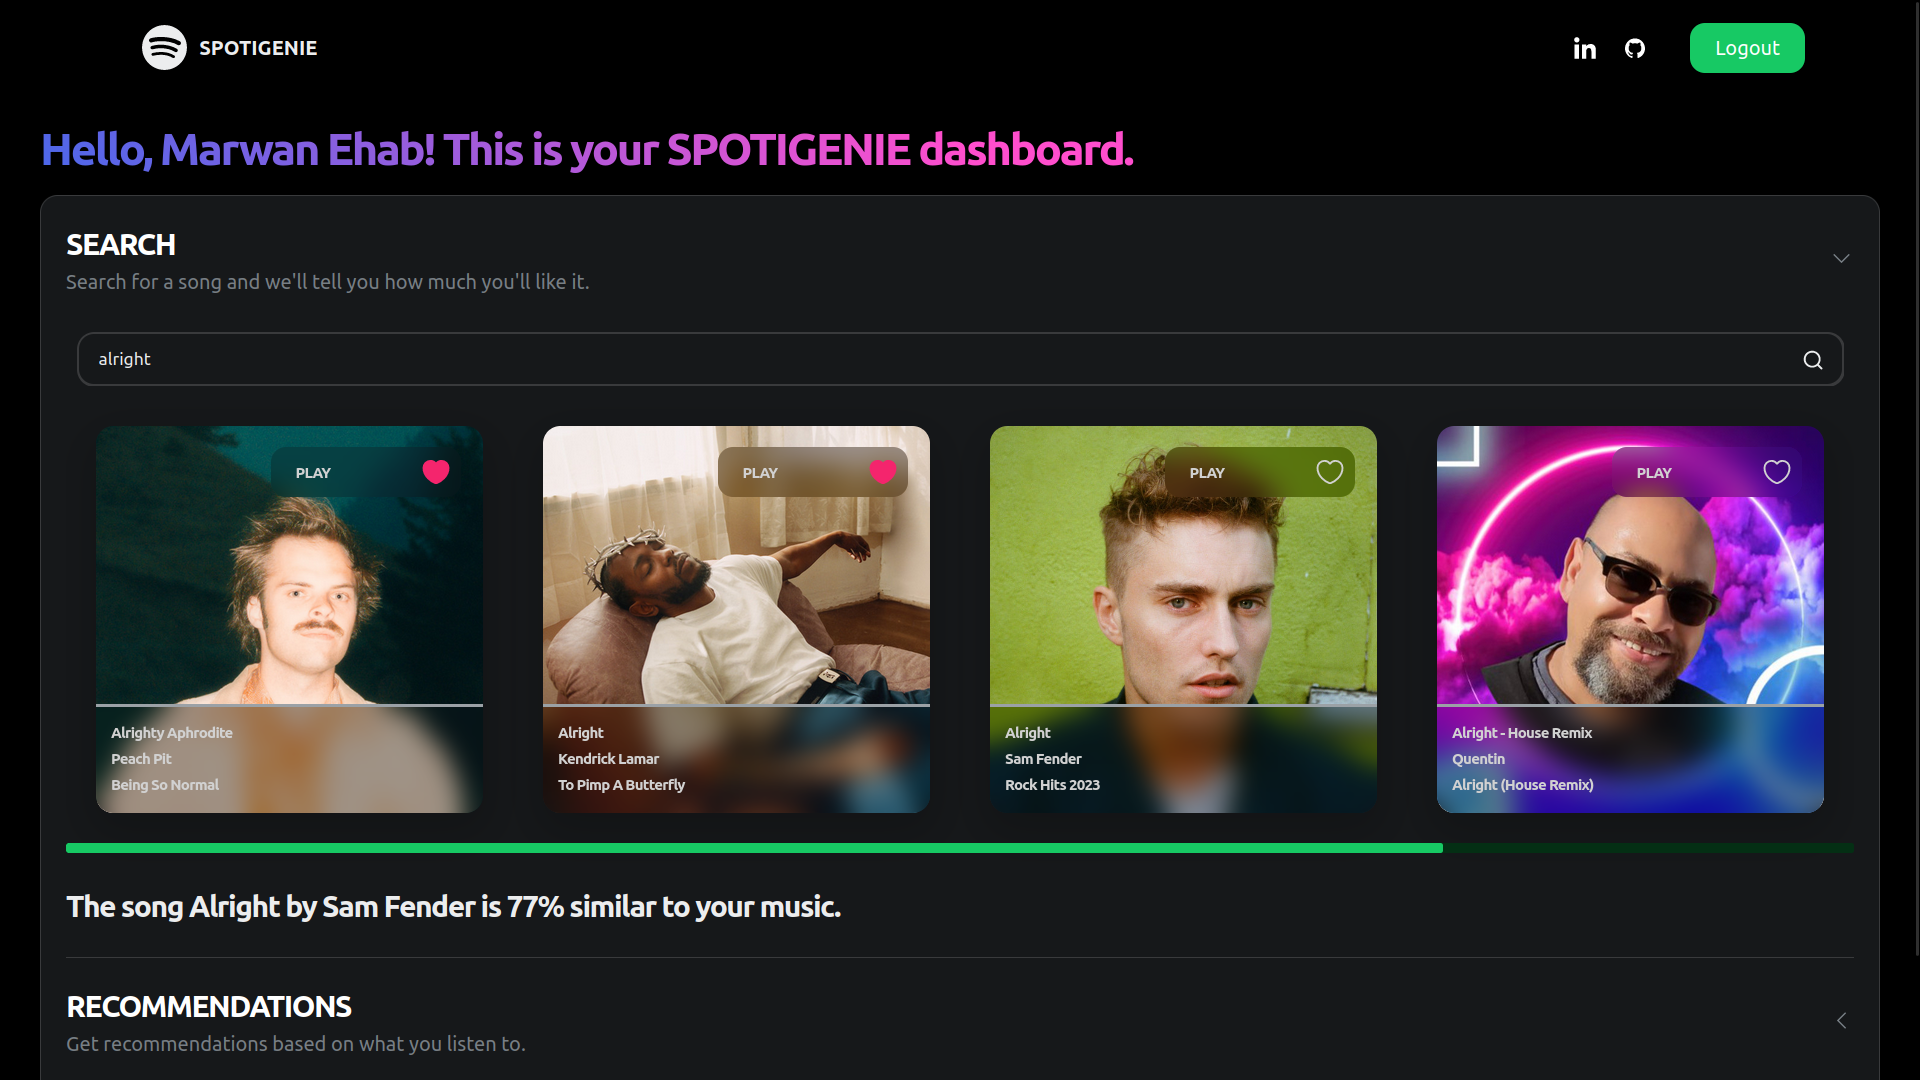 SPOTIGENIE
Logout
Hello, Marwan Ehab! This is your SPOTIGENIE dashboard.
SEARCH
Search for a song and we'll tell you how much you'll like it.
alright
PLAY
PLAY
PLAY
PLAY
Alrighty Aphrodite
Peach Pit
Being So Normal
Alright
Kendrick Lamar
To Pimp A Butterfly
Alright
Sam Fender
Rock Hits 2023
Alright - House Remix
Quentin
Alright (House Remix)
The song Alright by Sam Fender is 77% similar to your music.
RECOMMENDATIONS
Get recommendations based on what you listen to.